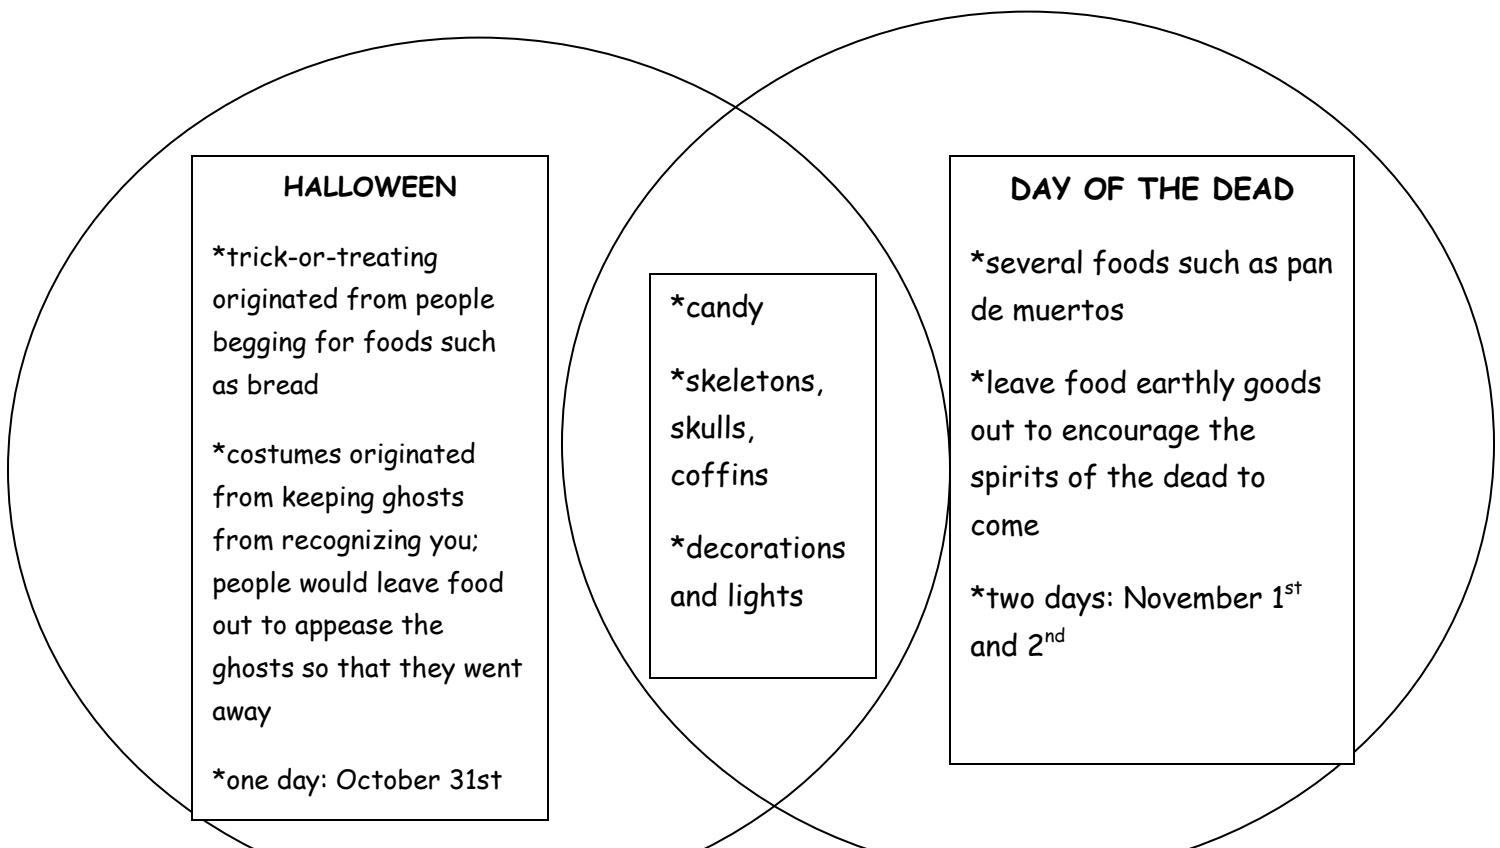 HALLOWEEN
*trick-or-treating
originated from people
begging for foods such
as bread
*costumes originated
from keeping ghosts
from recognizing you;
people would leave food
out to appease the
ghosts so that they went
away
*one day: October 31st
*candy
*skeletons,
skulls,
coffins
*decorations
and lights
DAY OF THE DEAD
*several foods such as pan
de muertos
*leave food earthly goods
out to encourage the
spirits of the dead to
come
*two days: November 1st
and 2nd